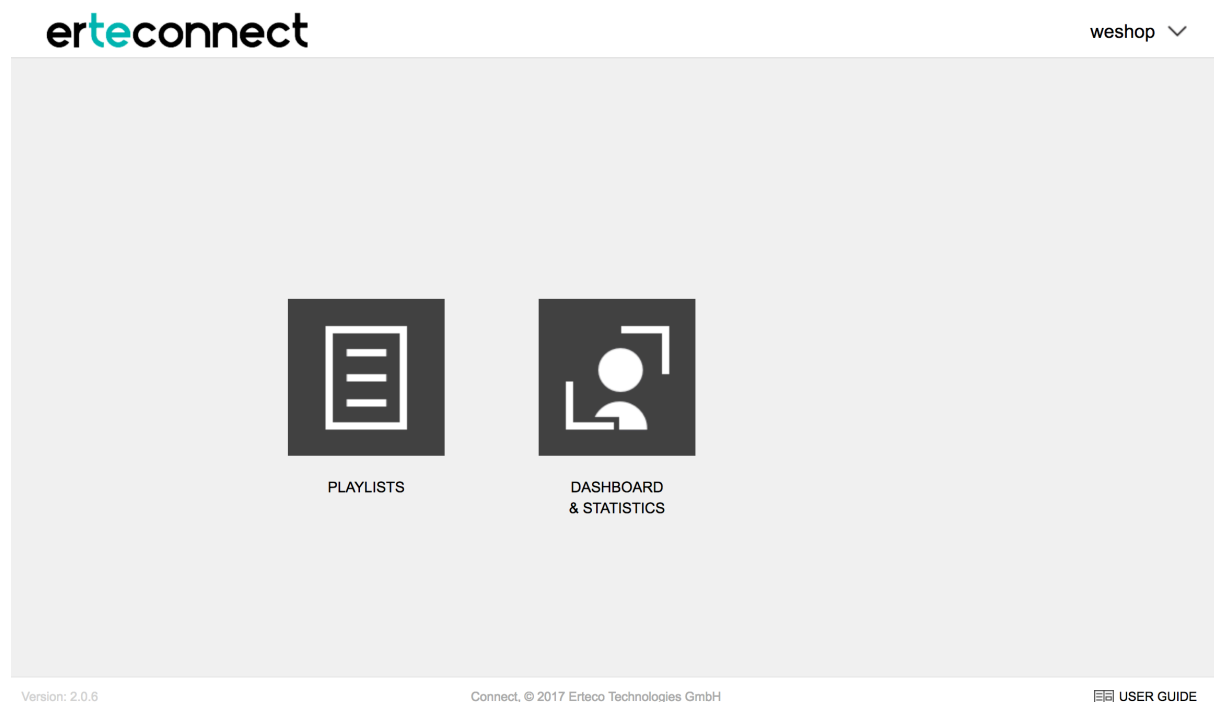 erteconnect
weshop
PLAYLISTS
DASHBOARD
& STATISTICS
Version: 2.0.6
Connect, © 2017 Erteco Technologies GmbH
USER GUIDE